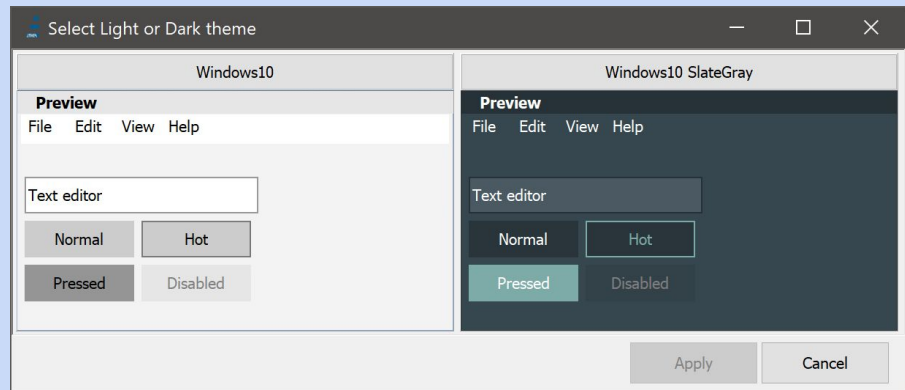 Select Light or Dark theme
Windows10
Windows10 SlateGray
Preview
File Edit View Help
Text editor
Normal Hot
Pressed Disabled
Preview
File Edit View Help
Text editor
Normal Hot
Pressed Disabled
Apply Cancel